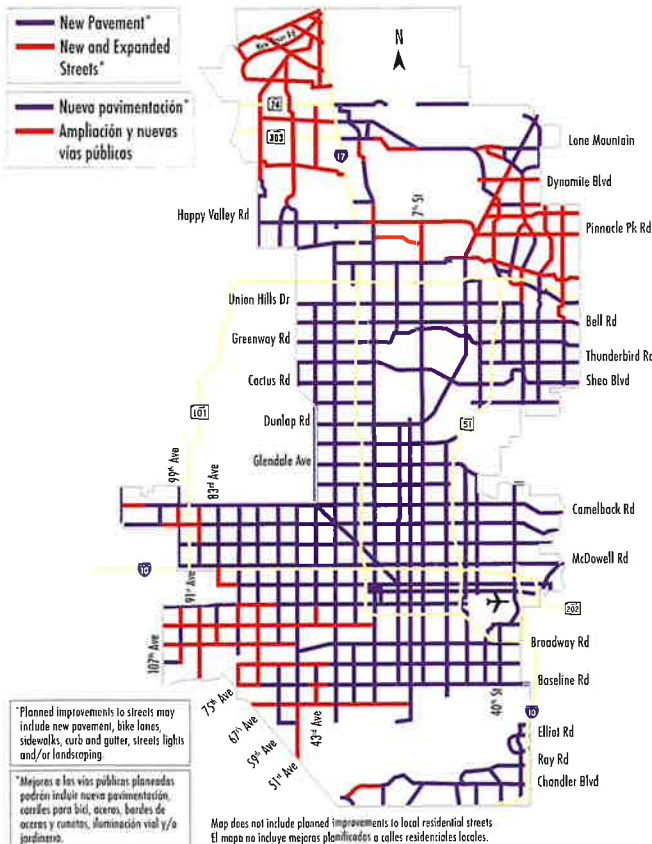 New Pavement*
New and Expanded
Streets*
Nueva pavimentación*
Ampliación y nuevas
vías públicas
N
74
303
17
Lone Mountain
Dynamite Blvd
7th St
Happy Valley Rd
Pinnacle Pk Rd
Union Hills Dr
Bell Rd
Greenway Rd
Thunderbird Rd
Cactus Rd
Shea Blvd
101
Dunlap Rd
51
Glendale Ave
99th Ave
83rd Ave
Camelback Rd
McDowell Rd
10
91st Ave
202
107th Ave
Broadway Rd
Baseline Rd
75th Ave
67th Ave
59th Ave
51st Ave
43rd Ave
40th St
10
Elliot Rd
Ray Rd
Chandler Blvd
*Planned improvements to streets may
include new pavement, bike lanes,
sidewalks, curb and gutter, streets lights
and/or landscaping.
*Mejoras a las vías públicas planeadas
podrán incluir nueva pavimentación,
carriles para bici, aceras, bordes de
aceras y cunetas, iluminación vial y/o
jardinería.
Map does not include planned improvements to local residential streets
El mapa no incluye mejoras planificadas a calles residenciales locales.